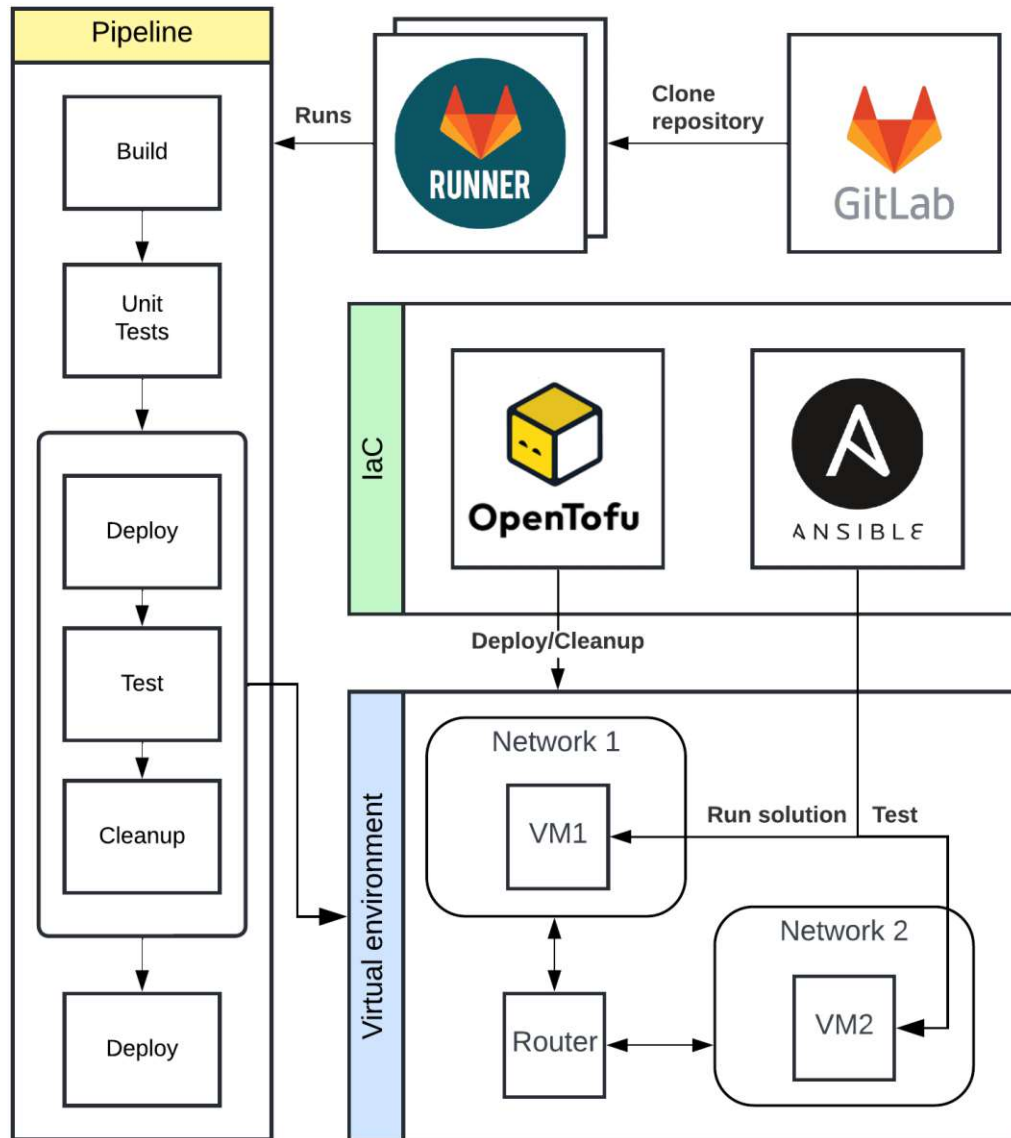 Pipeline
Build
Unit
Tests
Deploy
Test
Cleanup
Deploy
Runs
RUNNER
Clone
repository
GitLab
IaC
OpenTofu
ANSIBLE
Deploy/Cleanup
Virtual environment
Network 1
VM1
Run solution
Test
Network 2
VM2
Router